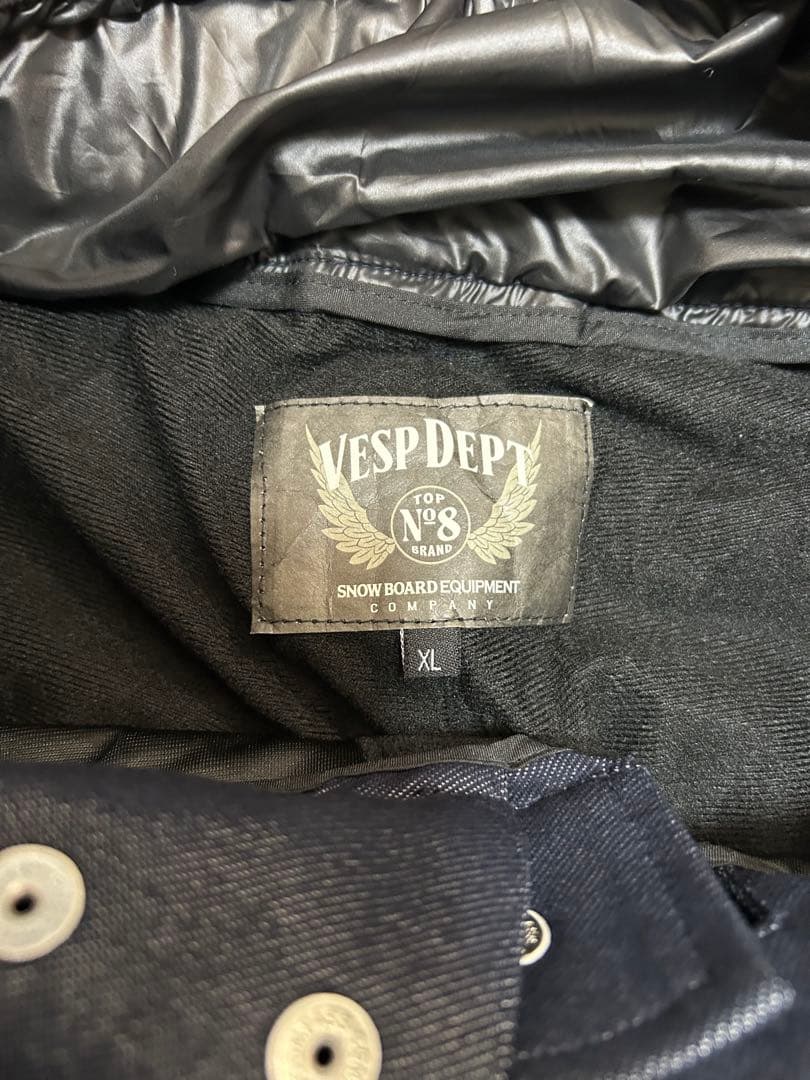 VESP DEPT
TOP
Nº8
BRAND
SNOW BOARD EQUIPMENT
COMPANY
XL